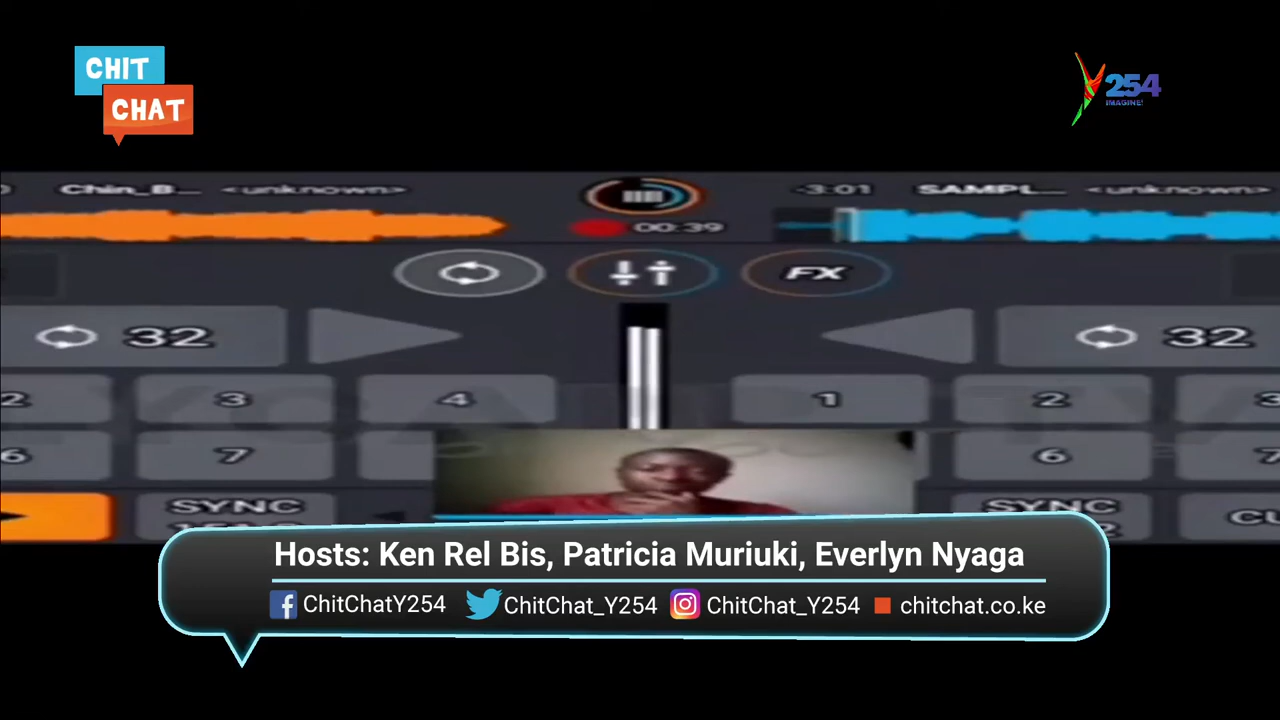 CHIT
CHAT
254
IMAGINE!
Chin_B... <unknown>
-3:01 SAMPL... <unknown>
00:39
FX
32
32
2 3 4
1 2 3
6 7
6 7
SYNC
SYNC
Hosts: Ken Rel Bis, Patricia Muriuki, Everlyn Nyaga
ChitChatY254 ChitChat_Y254 ChitChat_Y254 chitchat.co.ke